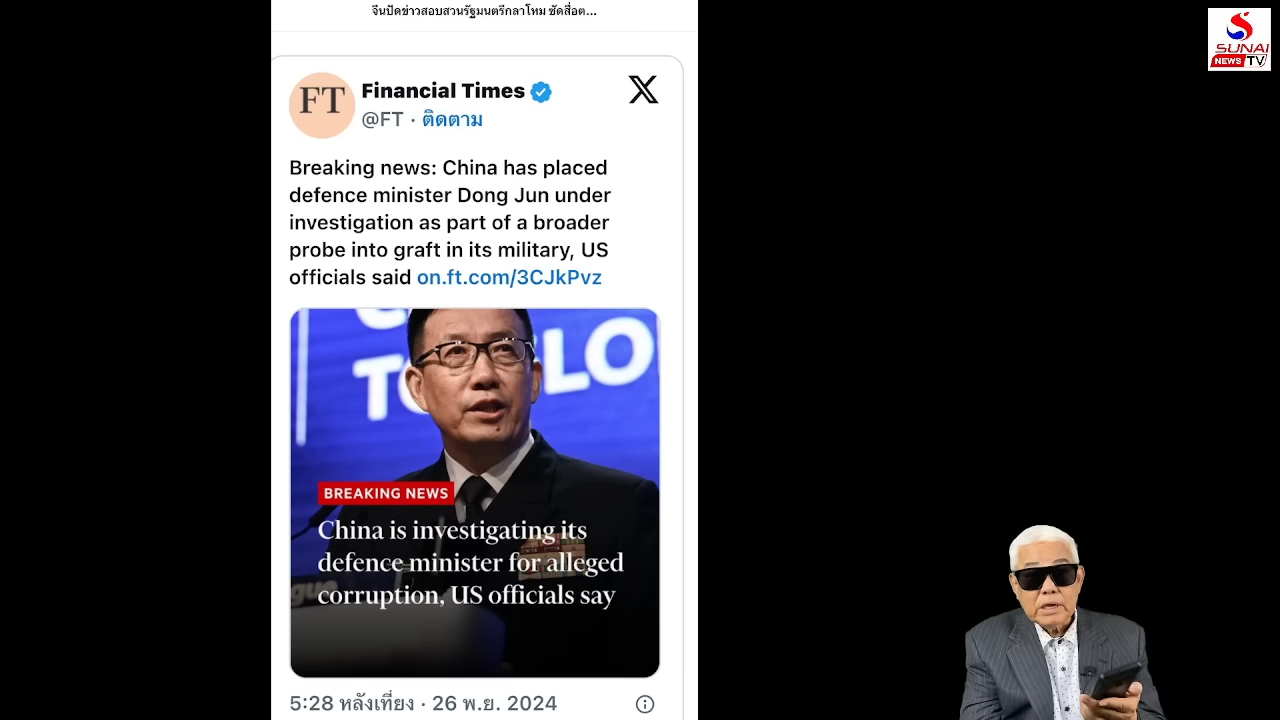 จีนปัดข่าวสอบสวนรัฐมนตรีกลาโหม ซัดสื่อต...
SUNAI
NEWS TV
FT
Financial Times
@FT · ติดตาม
Breaking news: China has placed
defence minister Dong Jun under
investigation as part of a broader
probe into graft in its military, US
officials said on.ft.com/3CJkPvz
BREAKING NEWS
China is investigating its
defence minister for alleged
corruption, US officials say
5:28 หลังเที่ยง · 26 พ.ย. 2024